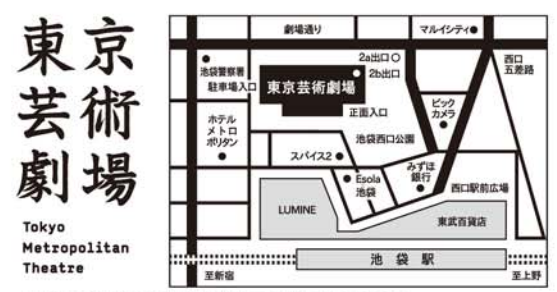 東京
芸術
劇場
Tokyo
Metropolitan
Theatre
劇場通り
マルイシティ
2a出口
2b出口
西口
五差路
池袋警察署
駐車場入口
東京芸術劇場
正面入口
ビック
カメラ
ホテル
メトロ
ポリタン
池袋西口公園
スパイス2
みずほ
銀行
Esola
池袋
西口駅前広場
LUMINE
東武百貨店
池袋駅
至新宿
至上野